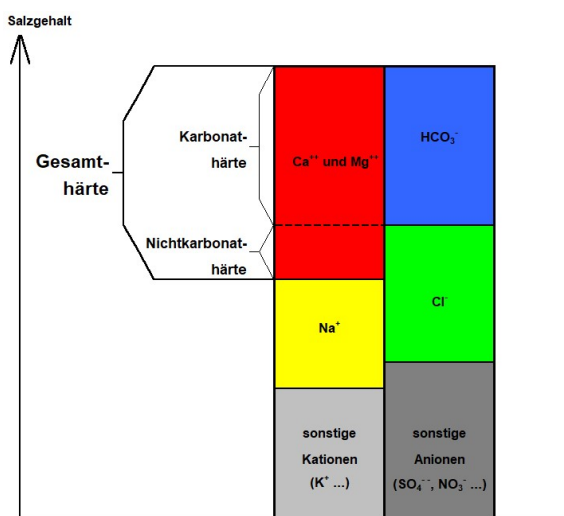 Salzgehalt
Karbonat-
härte
Gesamt-
härte
Nichtkarbonat-
härte
Ca⁺⁺ und Mg⁺⁺
HCO₃⁻
Na⁺
Cl⁻
sonstige
Kationen
(K⁺ ...)
sonstige
Anionen
(SO₄⁻⁻, NO₃⁻ ...)